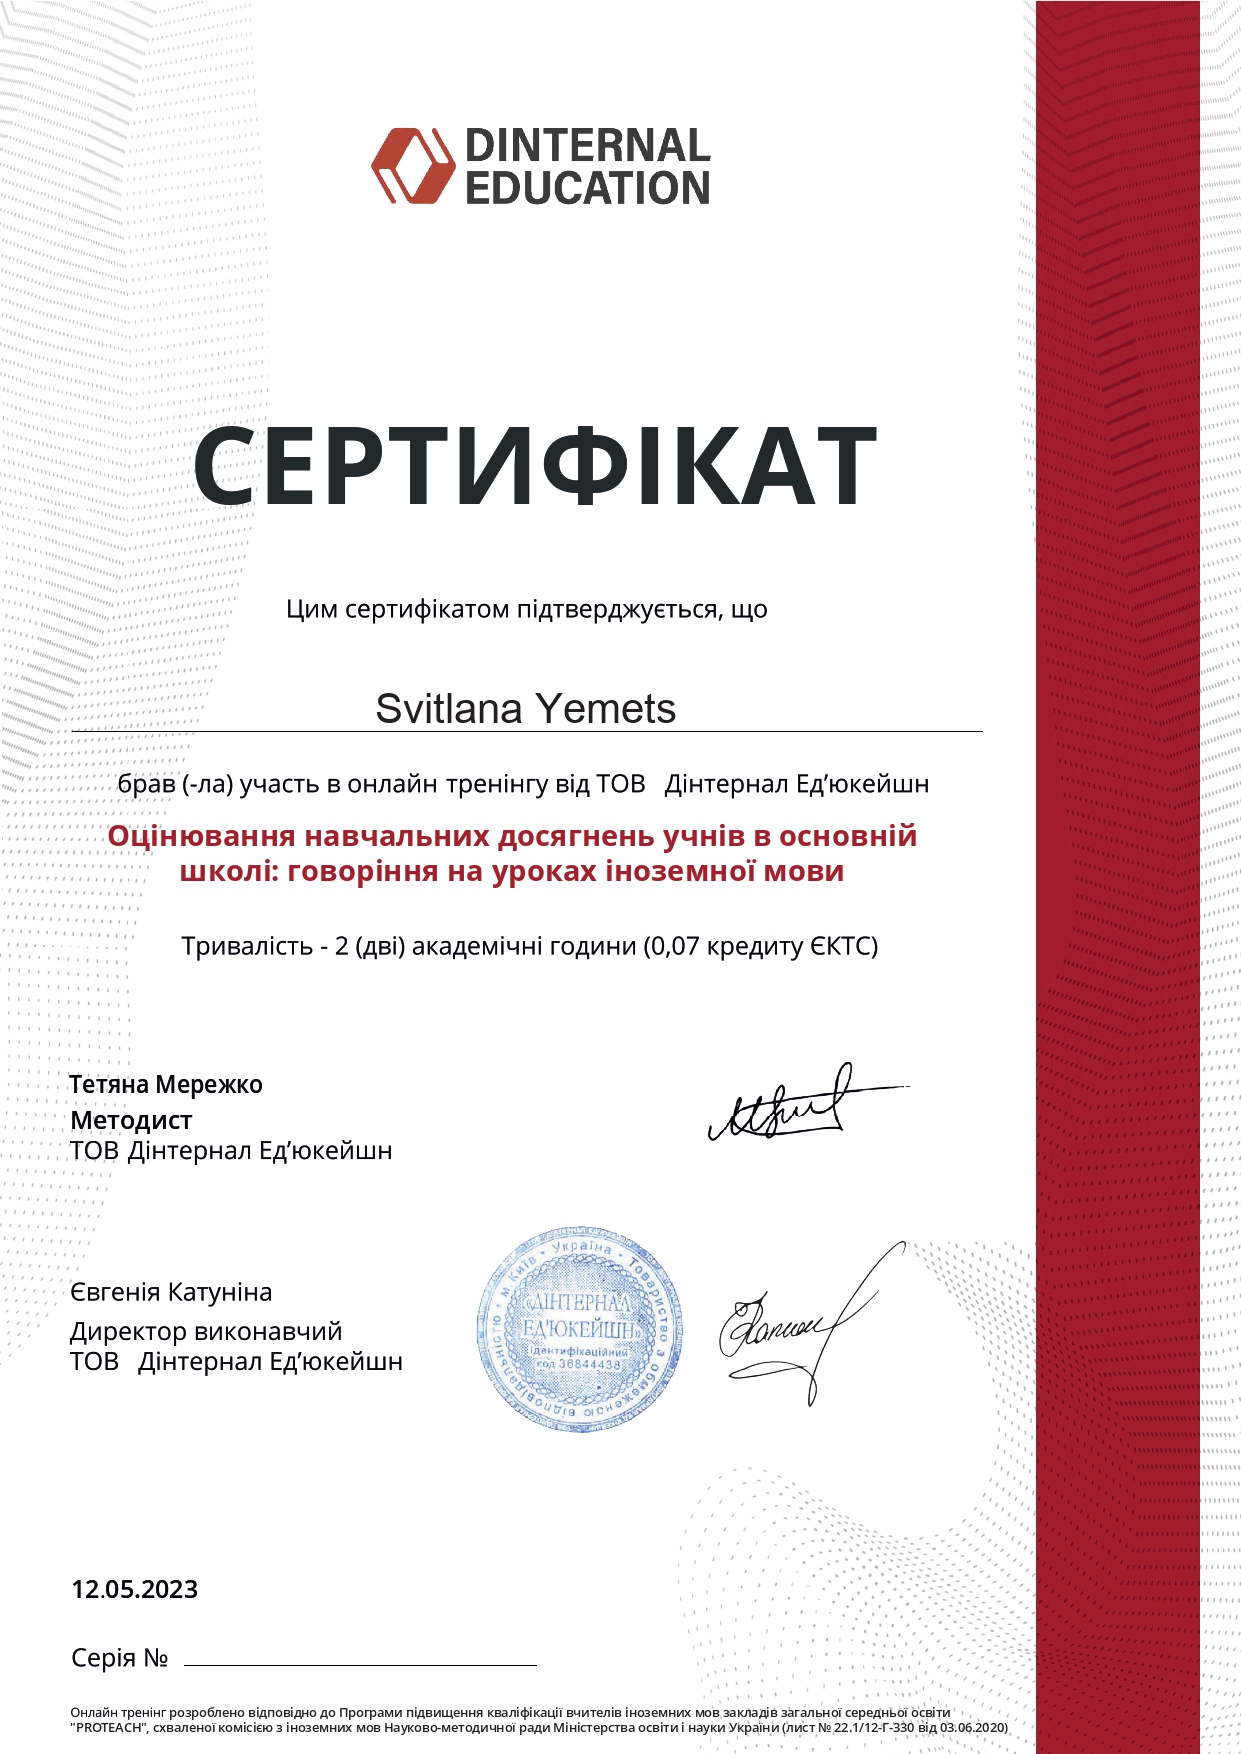 DINTERNAL
EDUCATION
СЕРТИФІКАТ
Цим сертифікатом підтверджується, що
Svitlana Yemets
брав (-ла) участь в онлайн тренінгу від ТОВ Дінтернал Ед’юкейшн
Оцінювання навчальних досягнень учнів в основній
школі: говоріння на уроках іноземної мови
Тривалість - 2 (дві) академічні години (0,07 кредиту ЄКТС)
Тетяна Мережко
Методист
ТОВ Дінтернал Ед’юкейшн
Євгенія Катуніна
Директор виконавчий
ТОВ Дінтернал Ед’юкейшн
Україна • Товариство з обмеженою відповідальністю • м.Київ •
«ДІНТЕРНАЛ
ЕД'ЮКЕЙШН»
Ідентифікаційний
код 36844438
12.05.2023
Серія №
Онлайн тренінг розроблено відповідно до Програми підвищення кваліфікації вчителів іноземних мов закладів загальної середньої освіти
"PROTEACH", схваленої комісією з іноземних мов Науково-методичної ради Міністерства освіти і науки України (лист № 22.1/12-Г-330 від 03.06.2020)